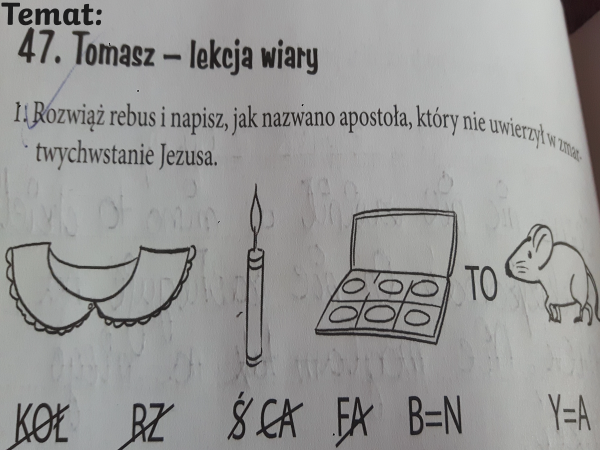 Temat:
47. Tomasz – lekcja wiary
1. Rozwiąż rebus i napisz, jak nazwano apostoła, który nie uwierzył w zmar-
twychwstanie Jezusa.
TO
KOŁ RZ Ś CA FA B=N Y=A